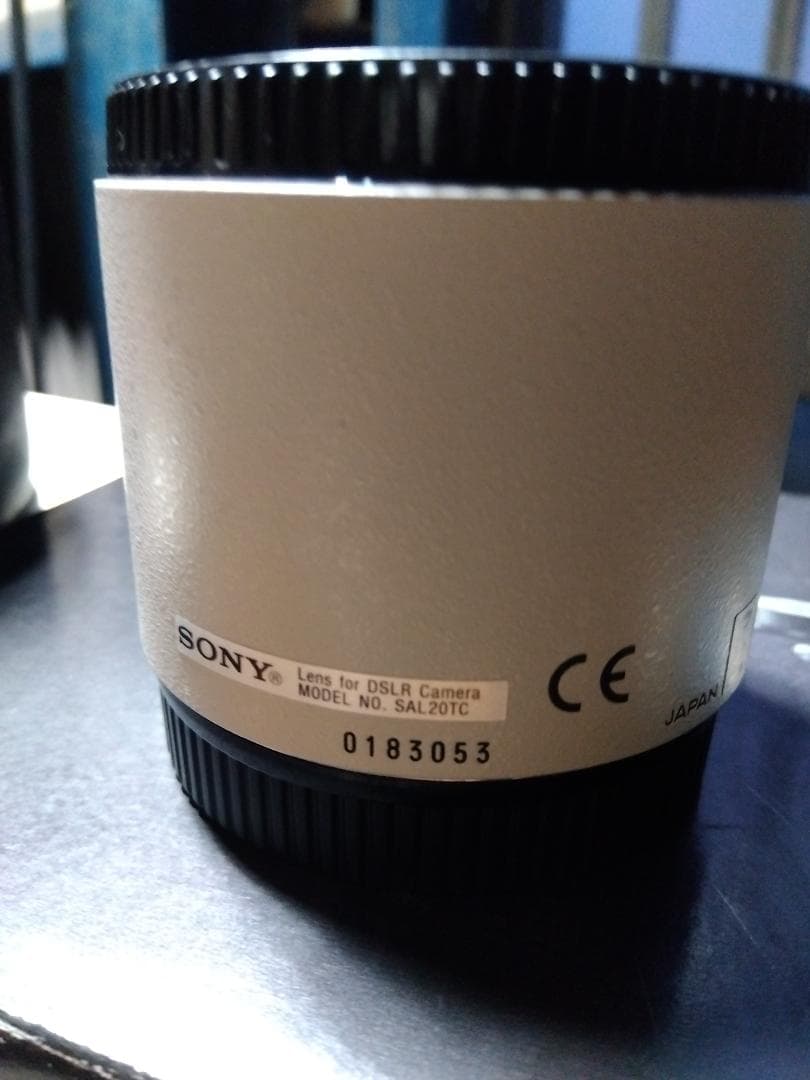 SONY®
Lens for DSLR Camera
MODEL NO. SAL20TC
0183053
CE
JAPAN